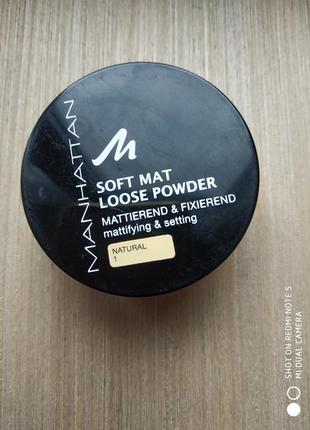 MANHATTAN
M
SOFT MAT
LOOSE POWDER
MATTIEREND & FIXIEREND
mattifying & setting
NATURAL
1
SHOT ON REDMI NOTE 5
MI DUAL CAMERA